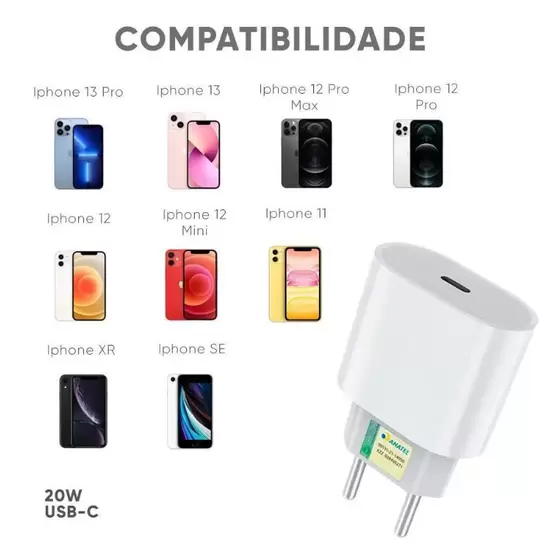 COMPATIBILIDADE
Iphone 13 Pro
Iphone 13
Iphone 12 Pro
Max
Iphone 12
Pro
Iphone 12
Iphone 12
Mini
Iphone 11
Iphone XR
Iphone SE
ANATEL
20W
USB-C